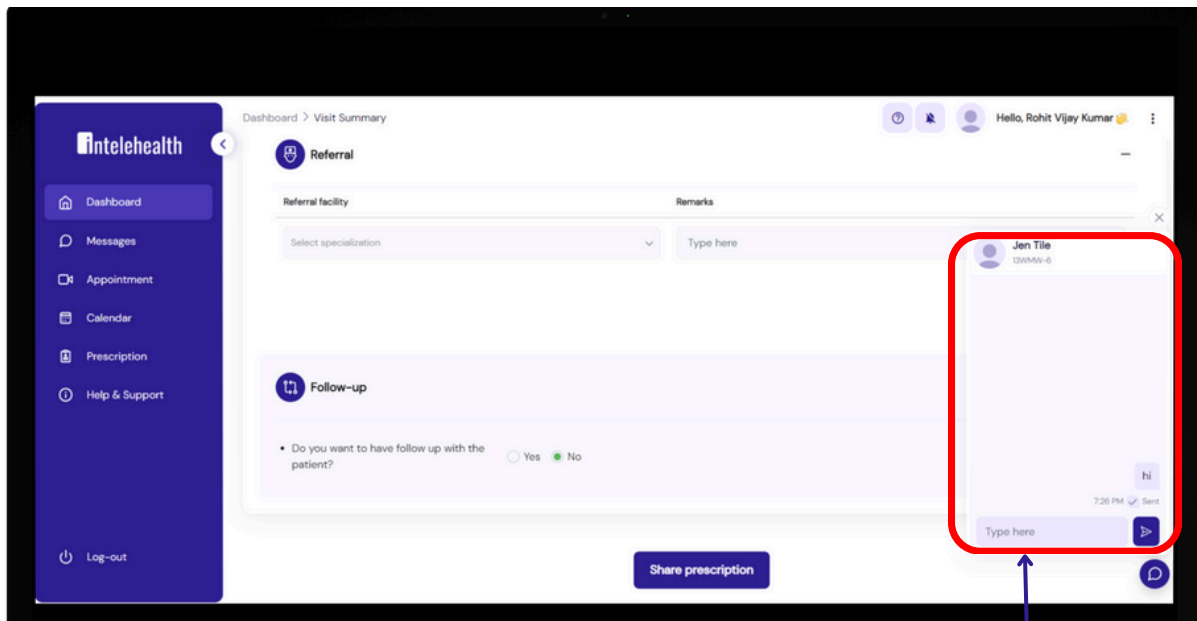 intelehealth
Dashboard > Visit Summary
Hello, Rohit Vijay Kumar 👋
Dashboard
Messages
Appointment
Calendar
Prescription
Help & Support
Log-out
Referral
Referral facility
Remarks
Select specialization
Type here
Follow-up
• Do you want to have follow up with the
patient?
Yes
No
Share prescription
Jen Tile
13WMW-6
hi
7:26 PM ✓ Sent
Type here